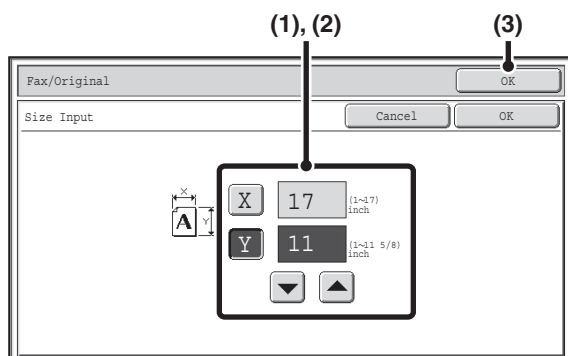 (1), (2) (3)
Fax/Original OK
Size Input Cancel OK
X 17 (1~17) inch
X
A Y
Y 11 (1~11 5/8) inch